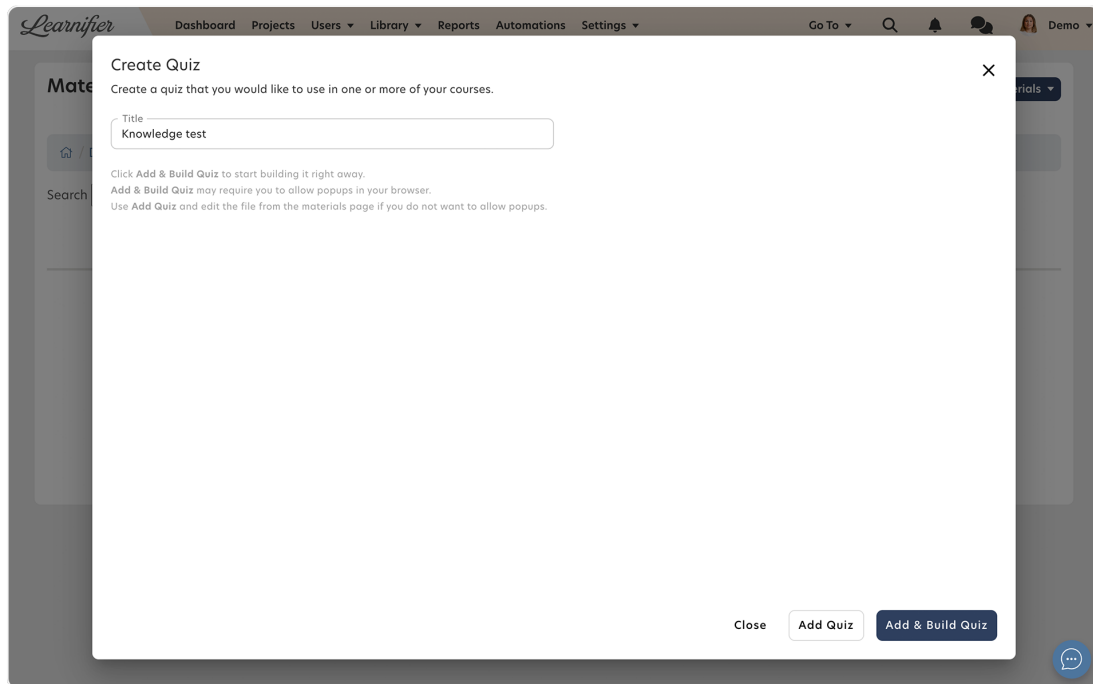 Learnifier
Dashboard Projects Users Library Reports Automations Settings Go To Demo
Create Quiz
Mate
Create a quiz that you would like to use in one or more of your courses.
rials
Title
Knowledge test
/
Search
Click Add & Build Quiz to start building it right away.
Add & Build Quiz may require you to allow popups in your browser.
Use Add Quiz and edit the file from the materials page if you do not want to allow popups.
Close Add Quiz Add & Build Quiz